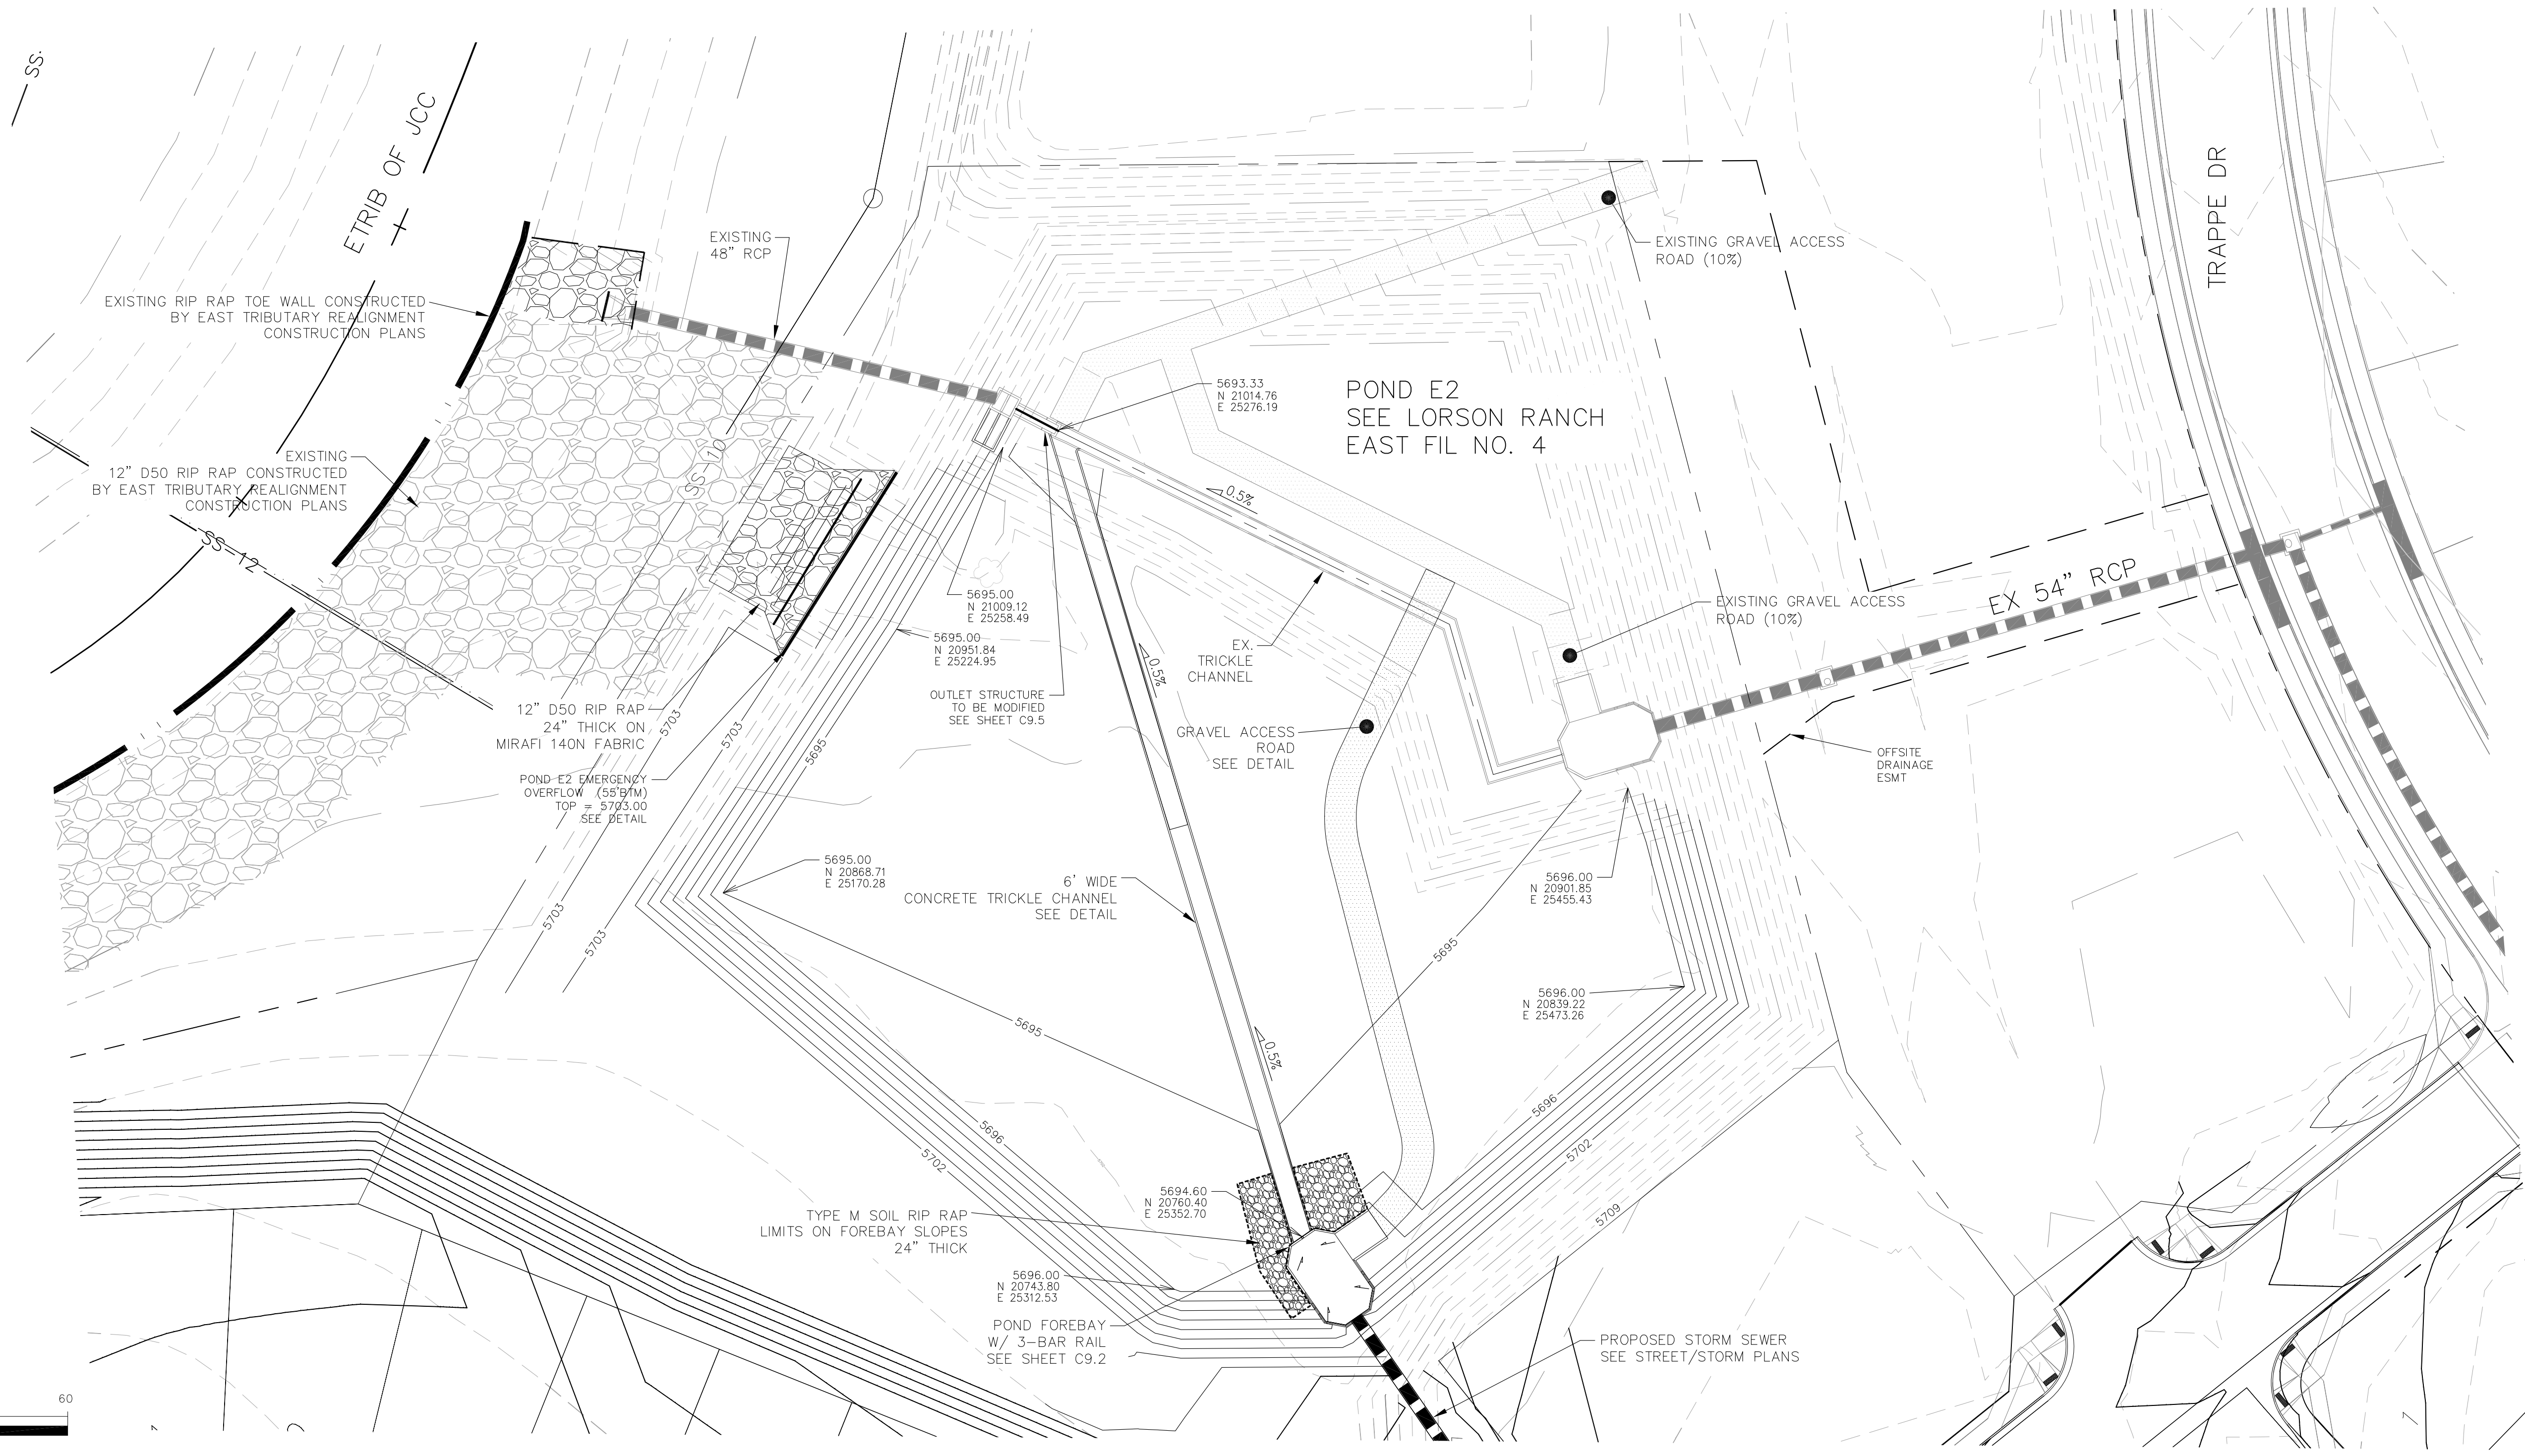 SS.
ETRIB OF JCC
TRAPPE DR
EXISTING
48" RCP
EXISTING GRAVEL ACCESS
ROAD (10%)
EXISTING RIP RAP TOE WALL CONSTRUCTED
BY EAST TRIBUTARY REALIGNMENT
CONSTRUCTION PLANS
5693.33
N 21014.76
E 25276.19
POND E2
SEE LORSON RANCH
EAST FIL NO. 4
EXISTING
12" D50 RIP RAP CONSTRUCTED
BY EAST TRIBUTARY REALIGNMENT
CONSTRUCTION PLANS
SS-10
0.5%
SS-12
EX 54" RCP
5695.00
N 21009.12
E 25258.49
EXISTING GRAVEL ACCESS
ROAD (10%)
5695.00
N 20951.84
E 25224.95
EX.
TRICKLE
CHANNEL
0.5%
OUTLET STRUCTURE
TO BE MODIFIED
SEE SHEET C9.5
12" D50 RIP RAP
24" THICK ON
MIRAFI 140N FABRIC
5703
5703
5695
GRAVEL ACCESS
ROAD
SEE DETAIL
OFFSITE
DRAINAGE
ESMT
POND E2 EMERGENCY
OVERFLOW (55'BTM)
TOP = 5703.00
SEE DETAIL
5695.00
N 20868.71
E 25170.28
6' WIDE
CONCRETE TRICKLE CHANNEL
SEE DETAIL
5696.00
N 20901.85
E 25455.43
5703
5703
5695
5696.00
N 20839.22
E 25473.26
5695
0.5%
5696
5696
5702
5702
5694.60
N 20760.40
E 25352.70
TYPE M SOIL RIP RAP
LIMITS ON FOREBAY SLOPES
24" THICK
5709
5696.00
N 20743.80
E 25312.53
POND FOREBAY
W/ 3-BAR RAIL
SEE SHEET C9.2
PROPOSED STORM SEWER
SEE STREET/STORM PLANS
60